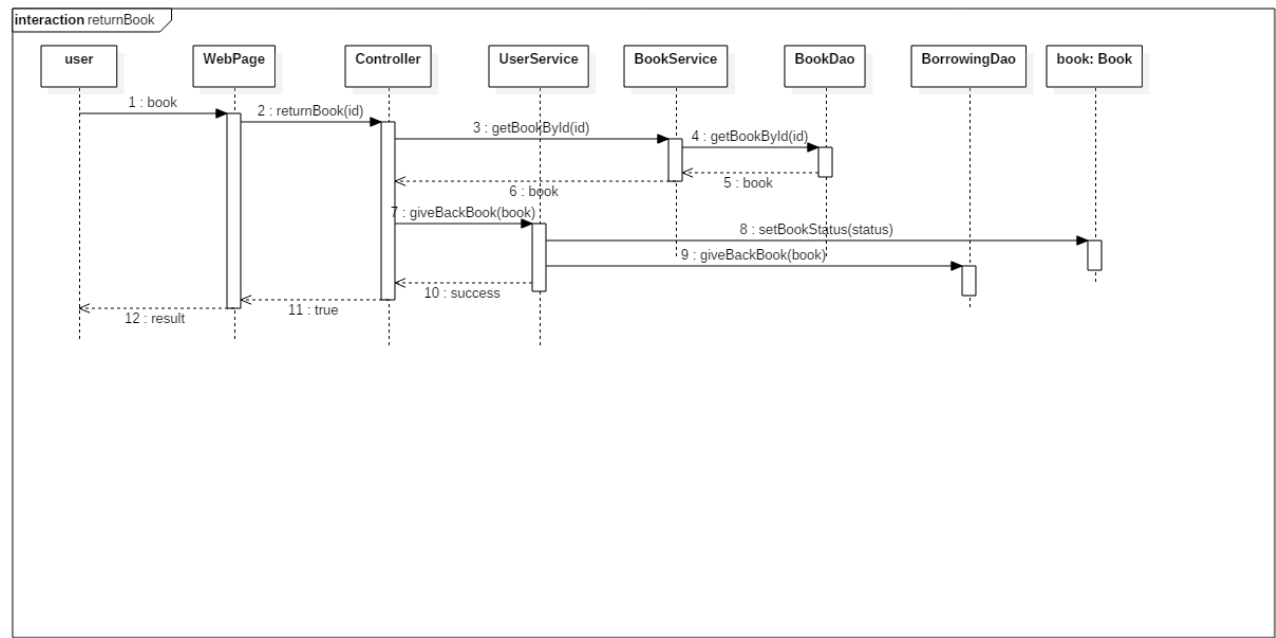 interaction returnBook
user
WebPage
Controller
UserService
BookService
BookDao
BorrowingDao
book: Book
1 : book
2 : returnBook(id)
3 : getBookById(id)
4 : getBookById(id)
5 : book
6 : book
7 : giveBackBook(book)
8 : setBookStatus(status)
9 : giveBackBook(book)
10 : success
11 : true
12 : result